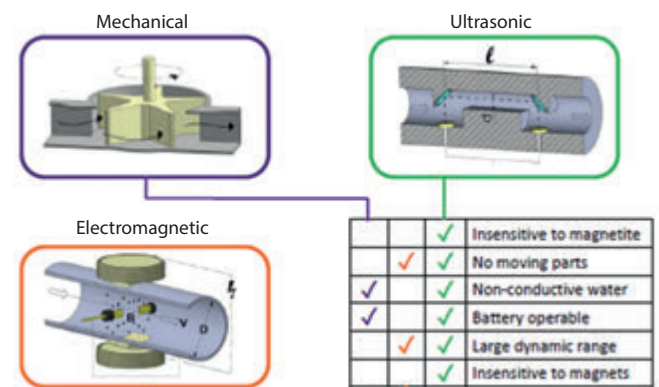 Mechanical
Ultrasonic
ℓ
Electromagnetic
B
V
D
✓ Insensitive to magnetite
✓ ✓ No moving parts
✓ ✓ Non-conductive water
✓ ✓ Battery operable
✓ ✓ Large dynamic range
✓ Insensitive to magnets